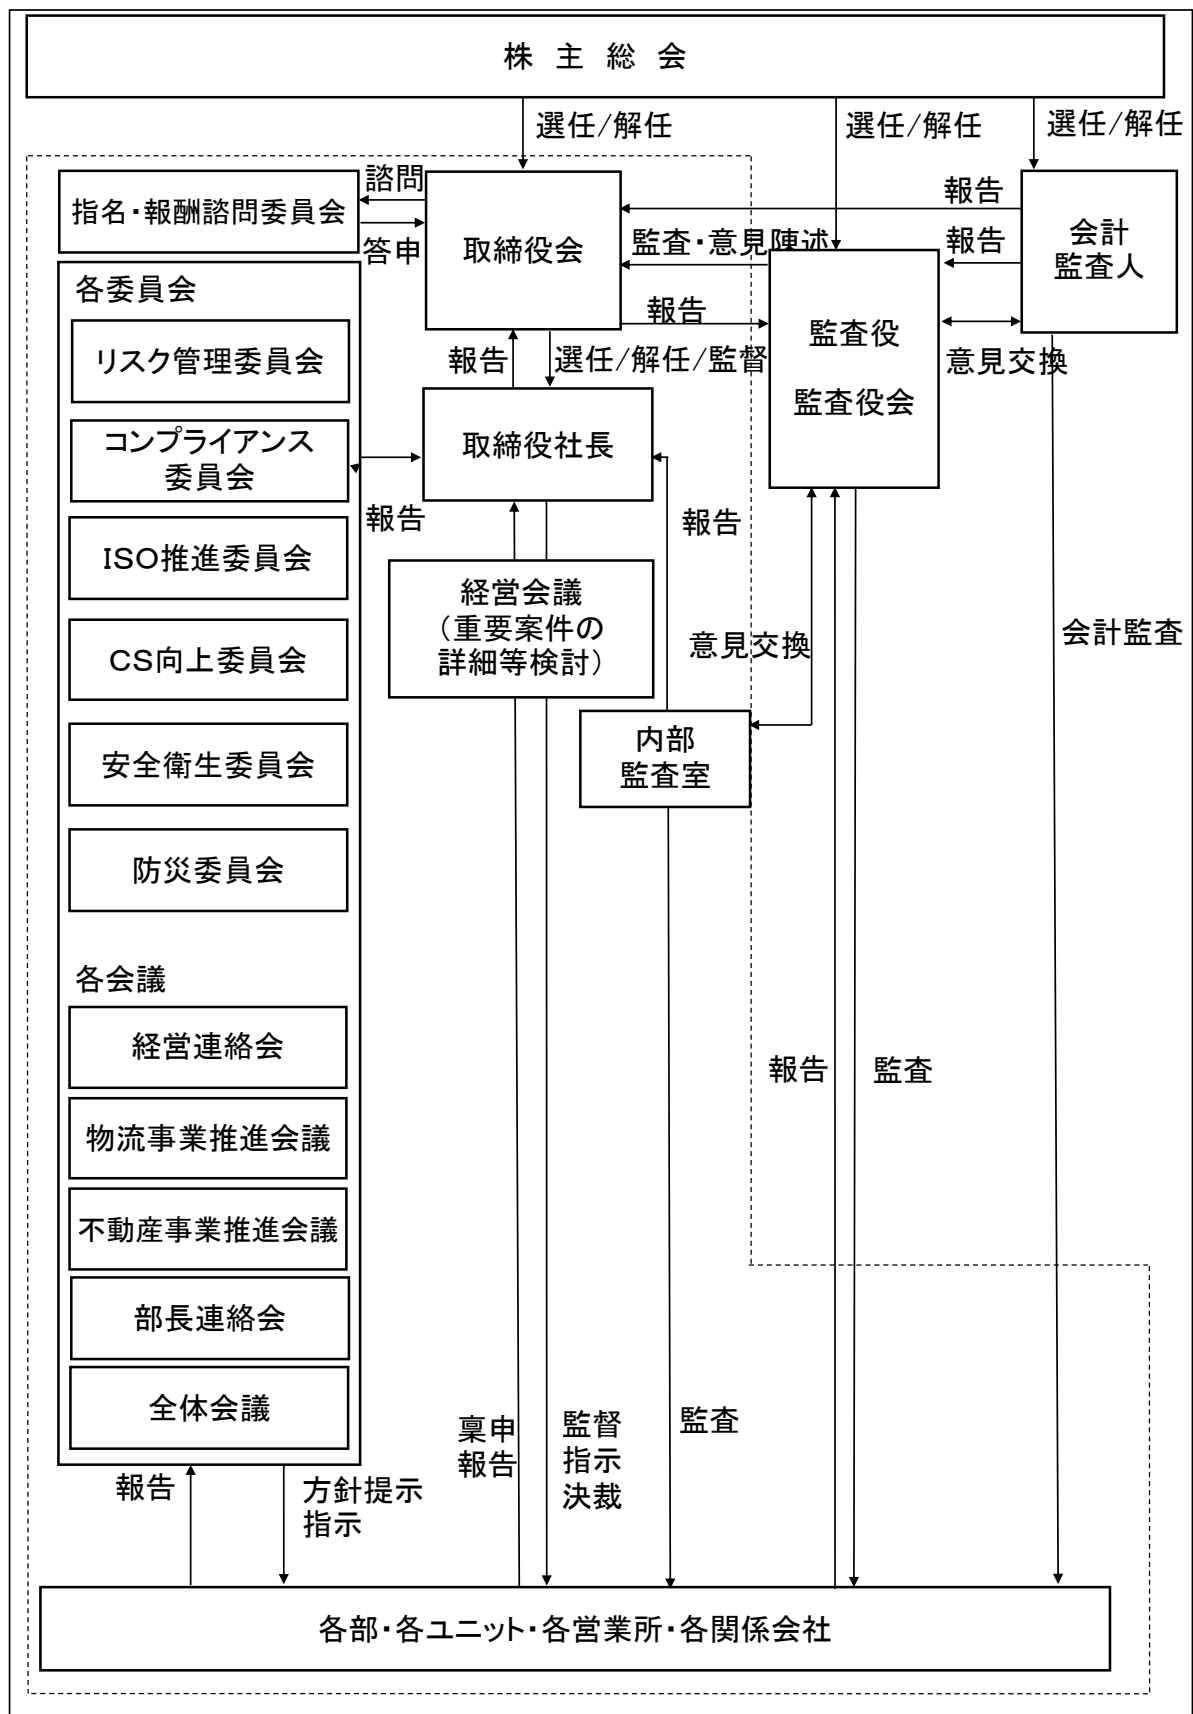 株 主 総 会
選任/解任
選任/解任
選任/解任
指名・報酬諮問委員会
諮問
答申
取締役会
報告
監査・意見陳述
報告
会計
監査人
各委員会
リスク管理委員会
報告
選任/解任/監督
報告
監査役
監査役会
意見交換
コンプライアンス
委員会
取締役社長
報告
報告
ISO推進委員会
経営会議
(重要案件の
詳細等検討)
意見交換
会計監査
CS向上委員会
内部
監査室
安全衛生委員会
防災委員会
各会議
経営連絡会
報告
監査
物流事業推進会議
不動産事業推進会議
部長連絡会
全体会議
稟申
報告
監督
指示
決裁
監査
報告
方針提示
指示
各部・各ユニット・各営業所・各関係会社